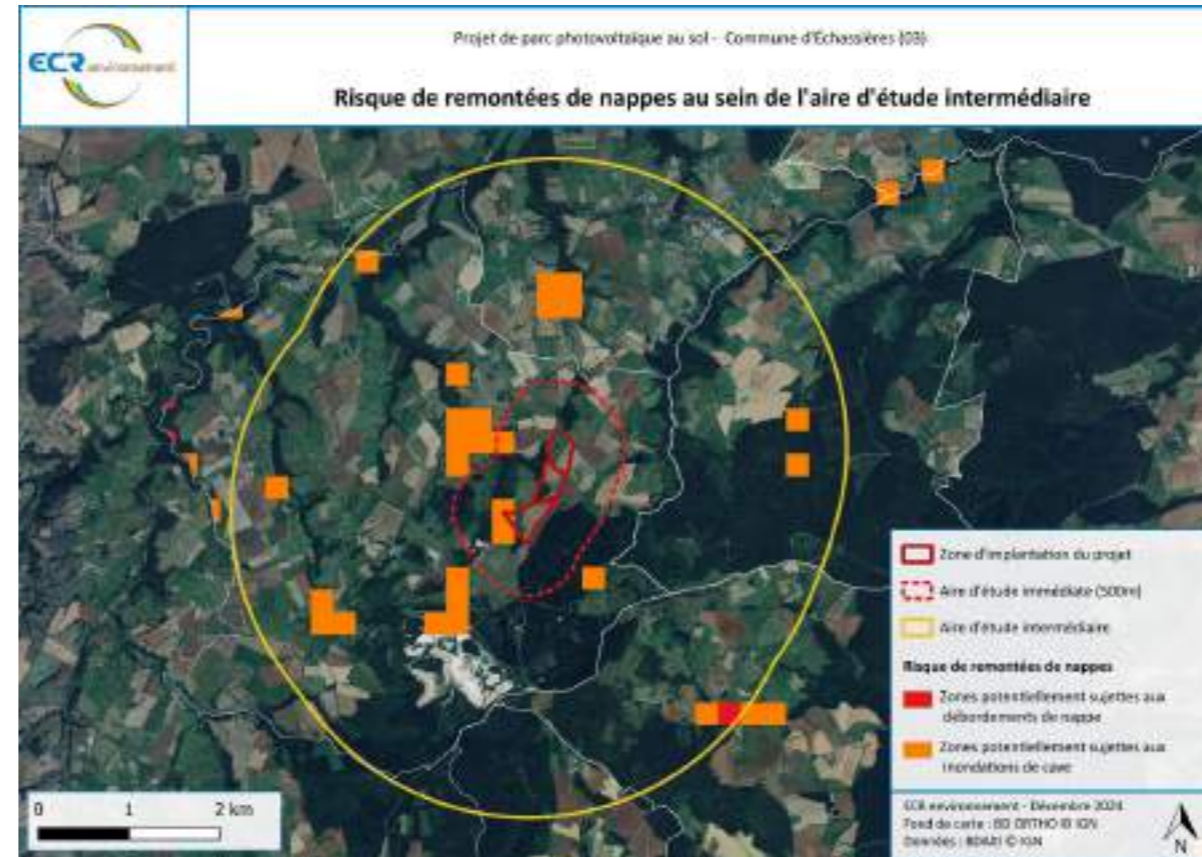 ECR environnement
Projet de parc photovoltaïque au sol - Commune d'Échassières (03)
Risque de remontées de nappes au sein de l'aire d'étude intermédiaire
Zone d'implantation du projet
Aire d'étude immédiate (500m)
Aire d'étude intermédiaire
Risque de remontées de nappes
Zones potentiellement sujettes aux
débordements de nappe
Zones potentiellement sujettes aux
inondations de cave
0 1 2 km
ECR environnement - Décembre 2024
Fond de carte : BD ORTHO © IGN
Données : © IGN
N